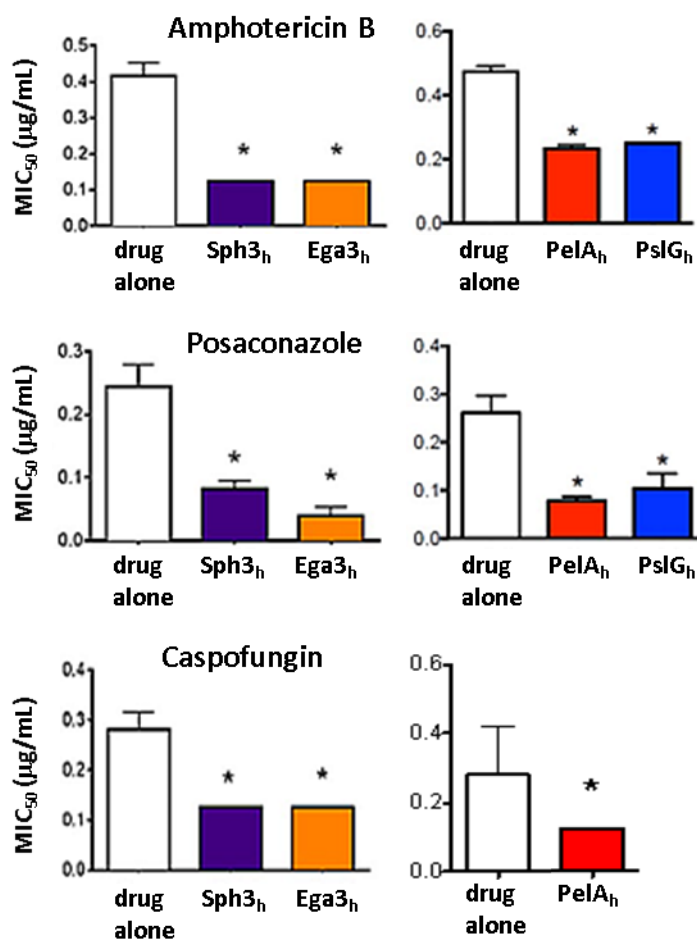 Amphotericin B
MIC₅₀ (µg/mL)
0.5
0.4
0.3
0.2
0.1
0.0
* *
drug alone
Sph3ₕ
Ega3ₕ
0.6
0.4
0.2
0.0
* *
drug alone
PelAₕ
PslGₕ
Posaconazole
MIC₅₀ (µg/mL)
0.3
0.2
0.1
0.0
* *
drug alone
Sph3ₕ
Ega3ₕ
0.4
0.3
0.2
0.1
0.0
* *
drug alone
PelAₕ
PslGₕ
Caspofungin
MIC₅₀ (µg/mL)
0.4
0.3
0.2
0.1
0.0
* *
drug alone
Sph3ₕ
Ega3ₕ
0.6
0.4
0.2
0.0
*
drug alone
PelAₕ